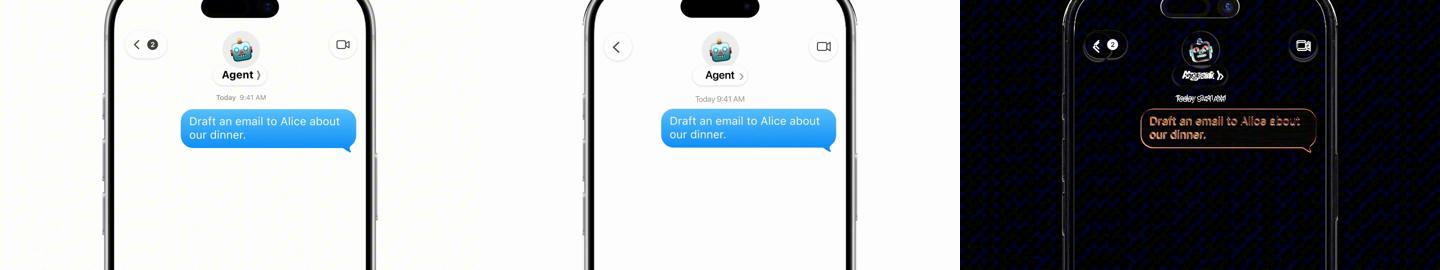 2
Agent
Today 9:41 AM
Draft an email to Alice about
our dinner.
Agent
Today 9:41 AM
Draft an email to Alice about
our dinner.
2
Draft an email to Alice about
our dinner.